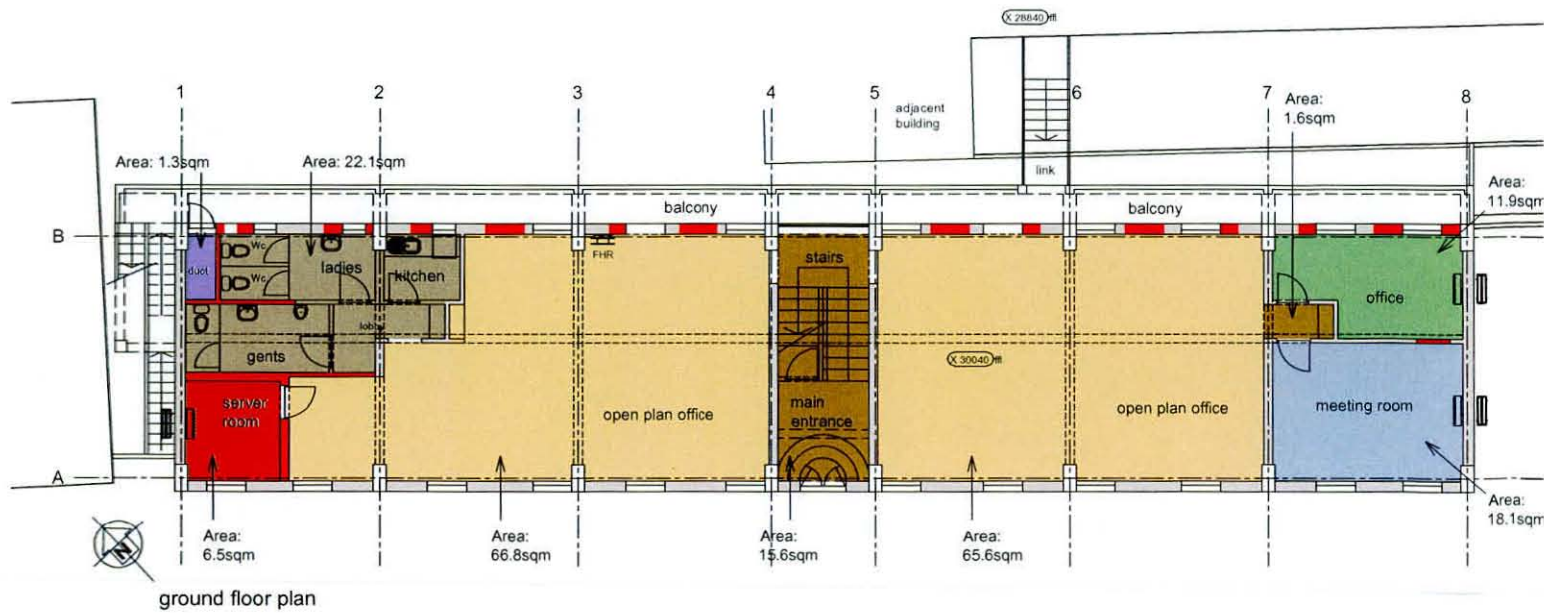 X 28840 ffl
1 2 3 4 5 6 7 8
adjacent
building
Area:
1.6sqm
Area: 1.3sqm
Area: 22.1sqm
link
Area:
11.9sqm
balcony
balcony
B
Wc
ladies
kitchen
FHR
stairs
duct
Wc
office
lobby
gents
X 30040 ffl
server
room
open plan office
main
entrance
open plan office
meeting room
A
Area:
6.5sqm
Area:
66.8sqm
Area:
15.6sqm
Area:
65.6sqm
Area:
18.1sqm
N
ground floor plan